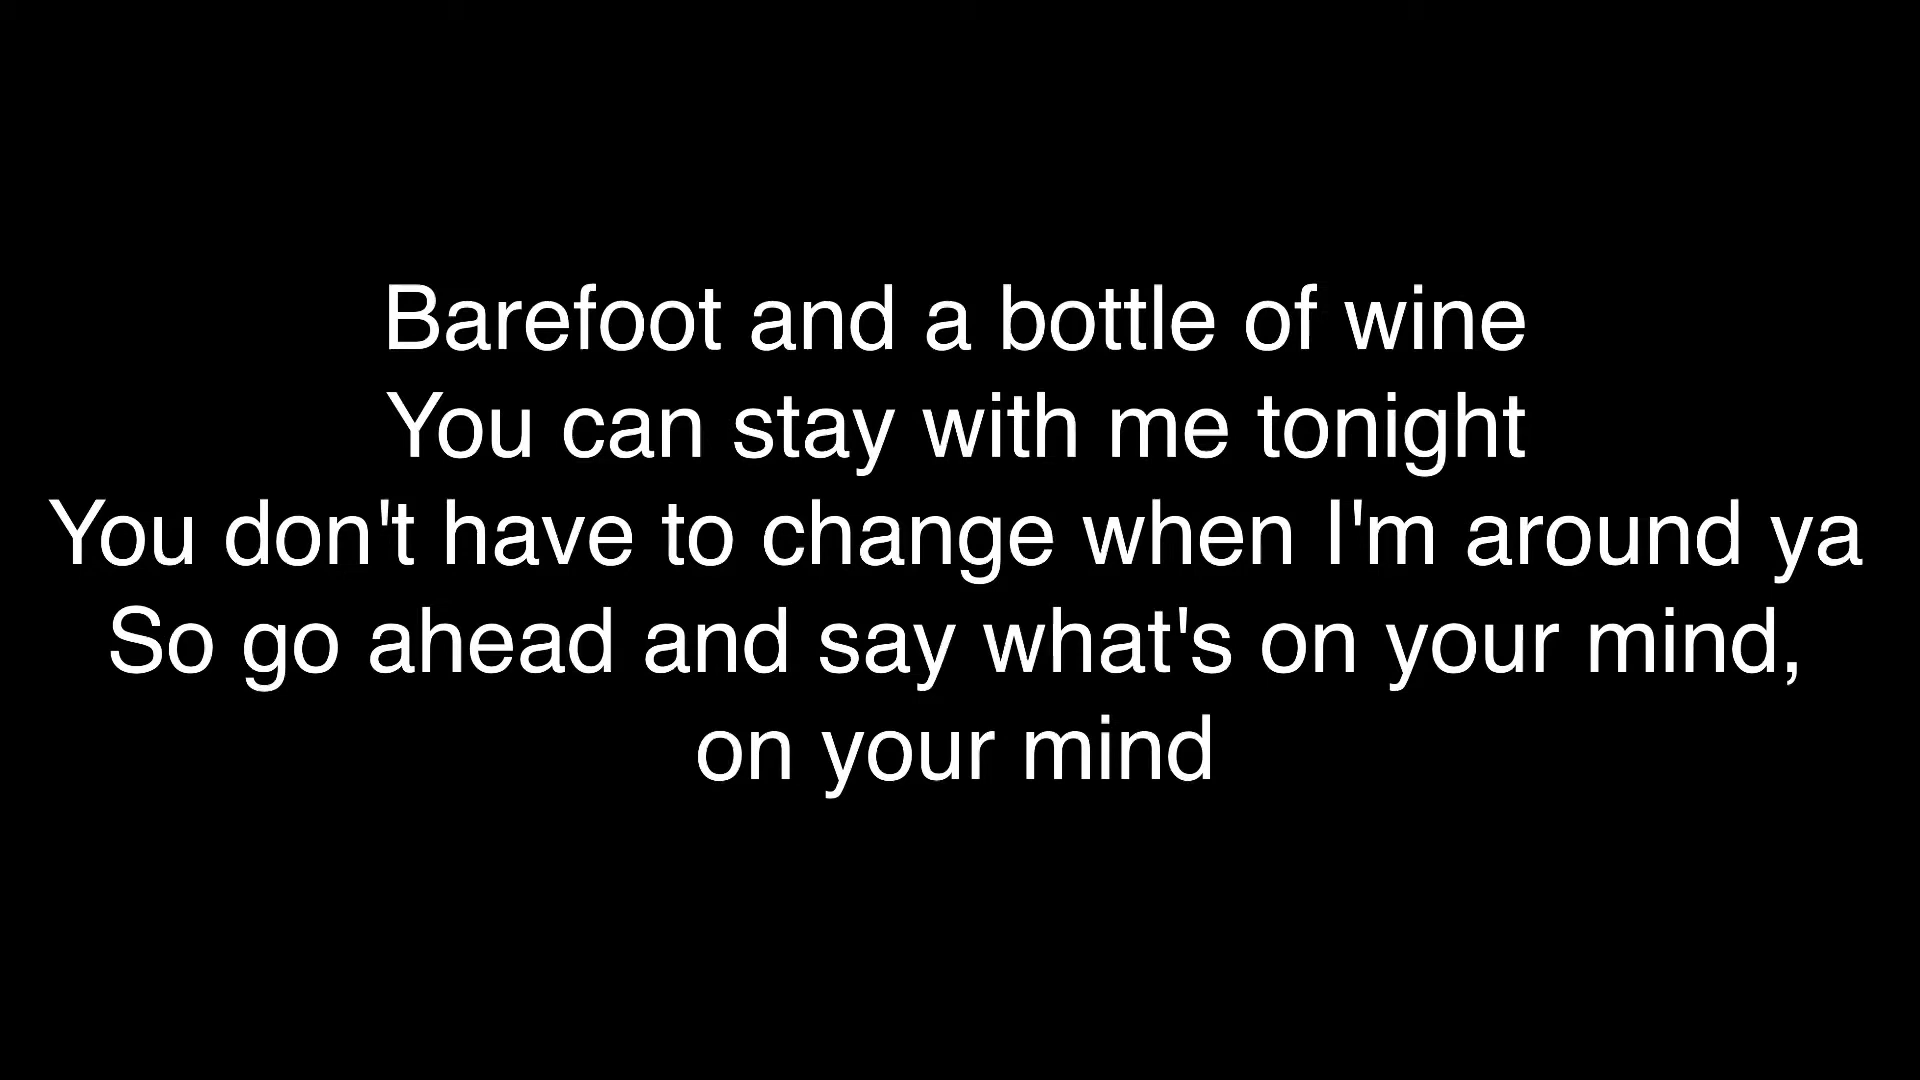 Barefoot and a bottle of wine
You can stay with me tonight
You don't have to change when I'm around ya
So go ahead and say what's on your mind,
on your mind